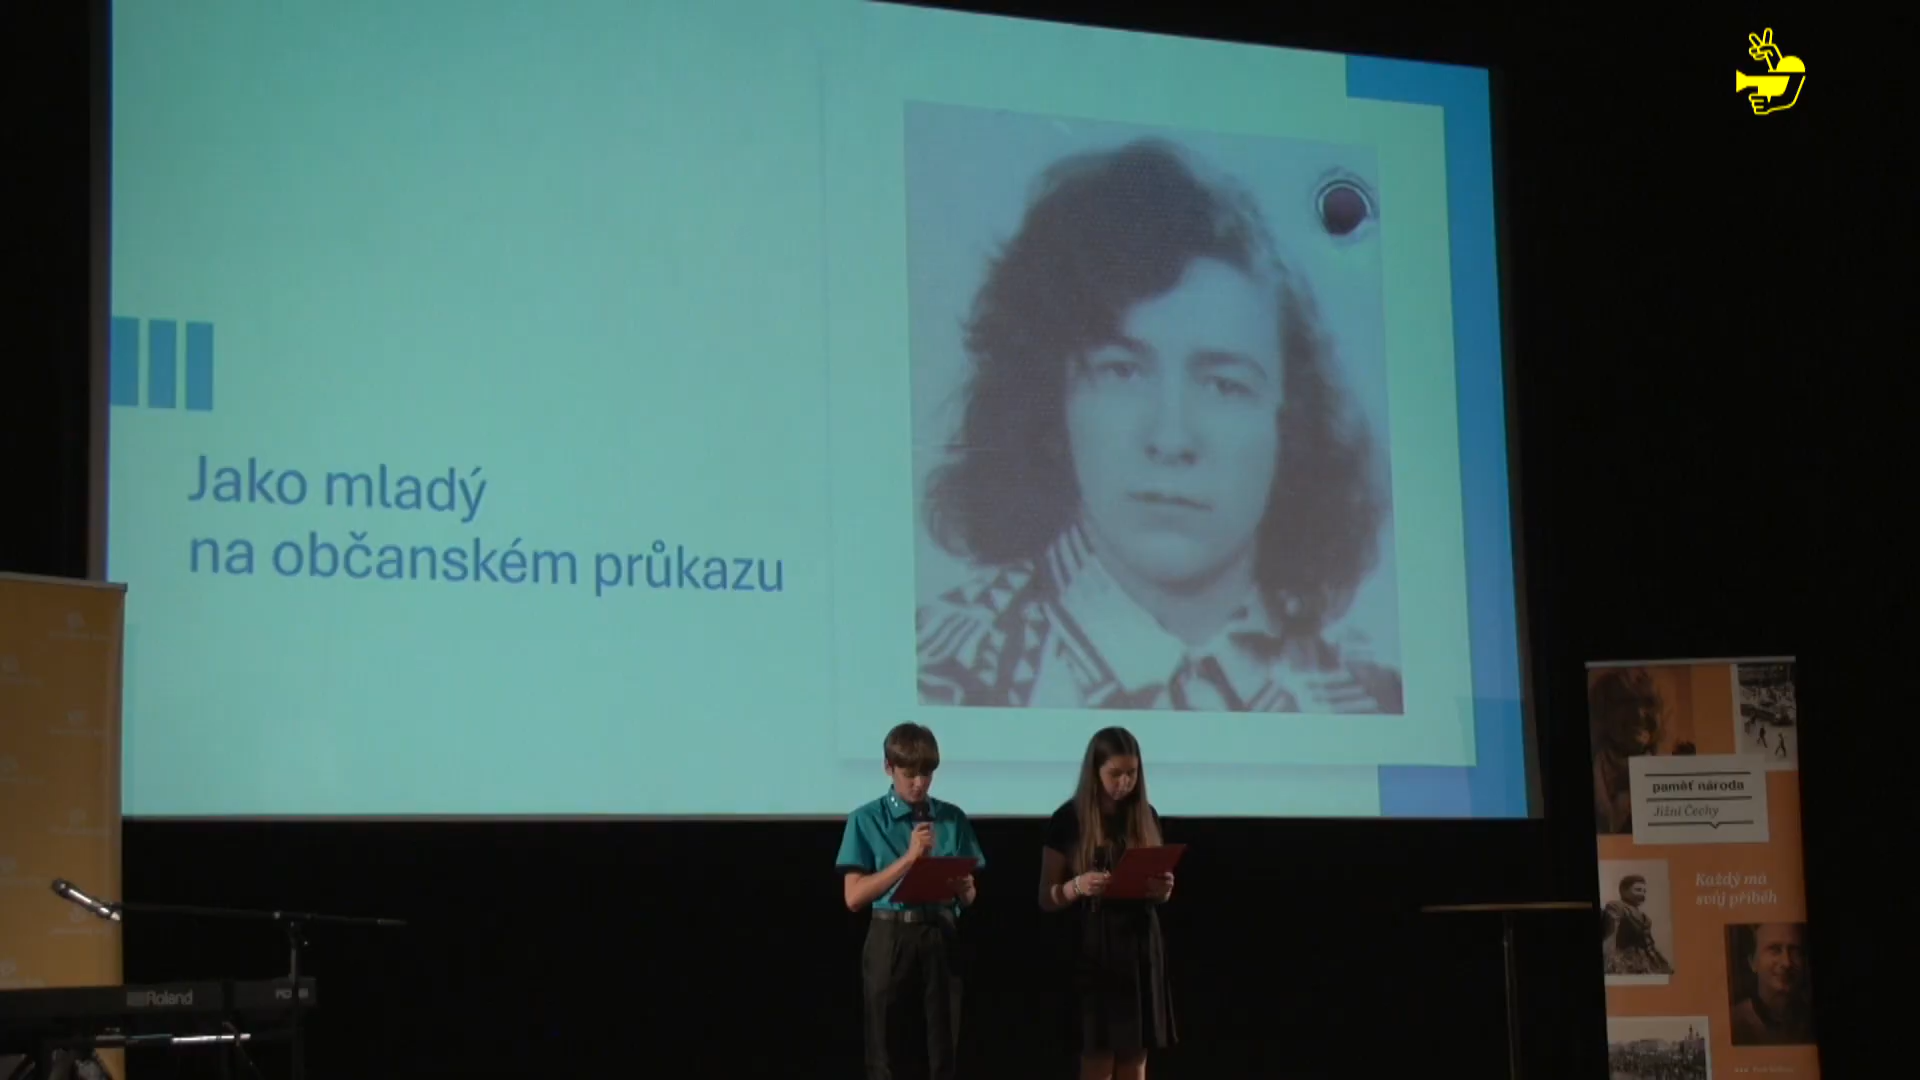 Jako mladý
na občanském průkazu
paměť národa
Jižní Čechy
Každý má
svůj příběh
Roland